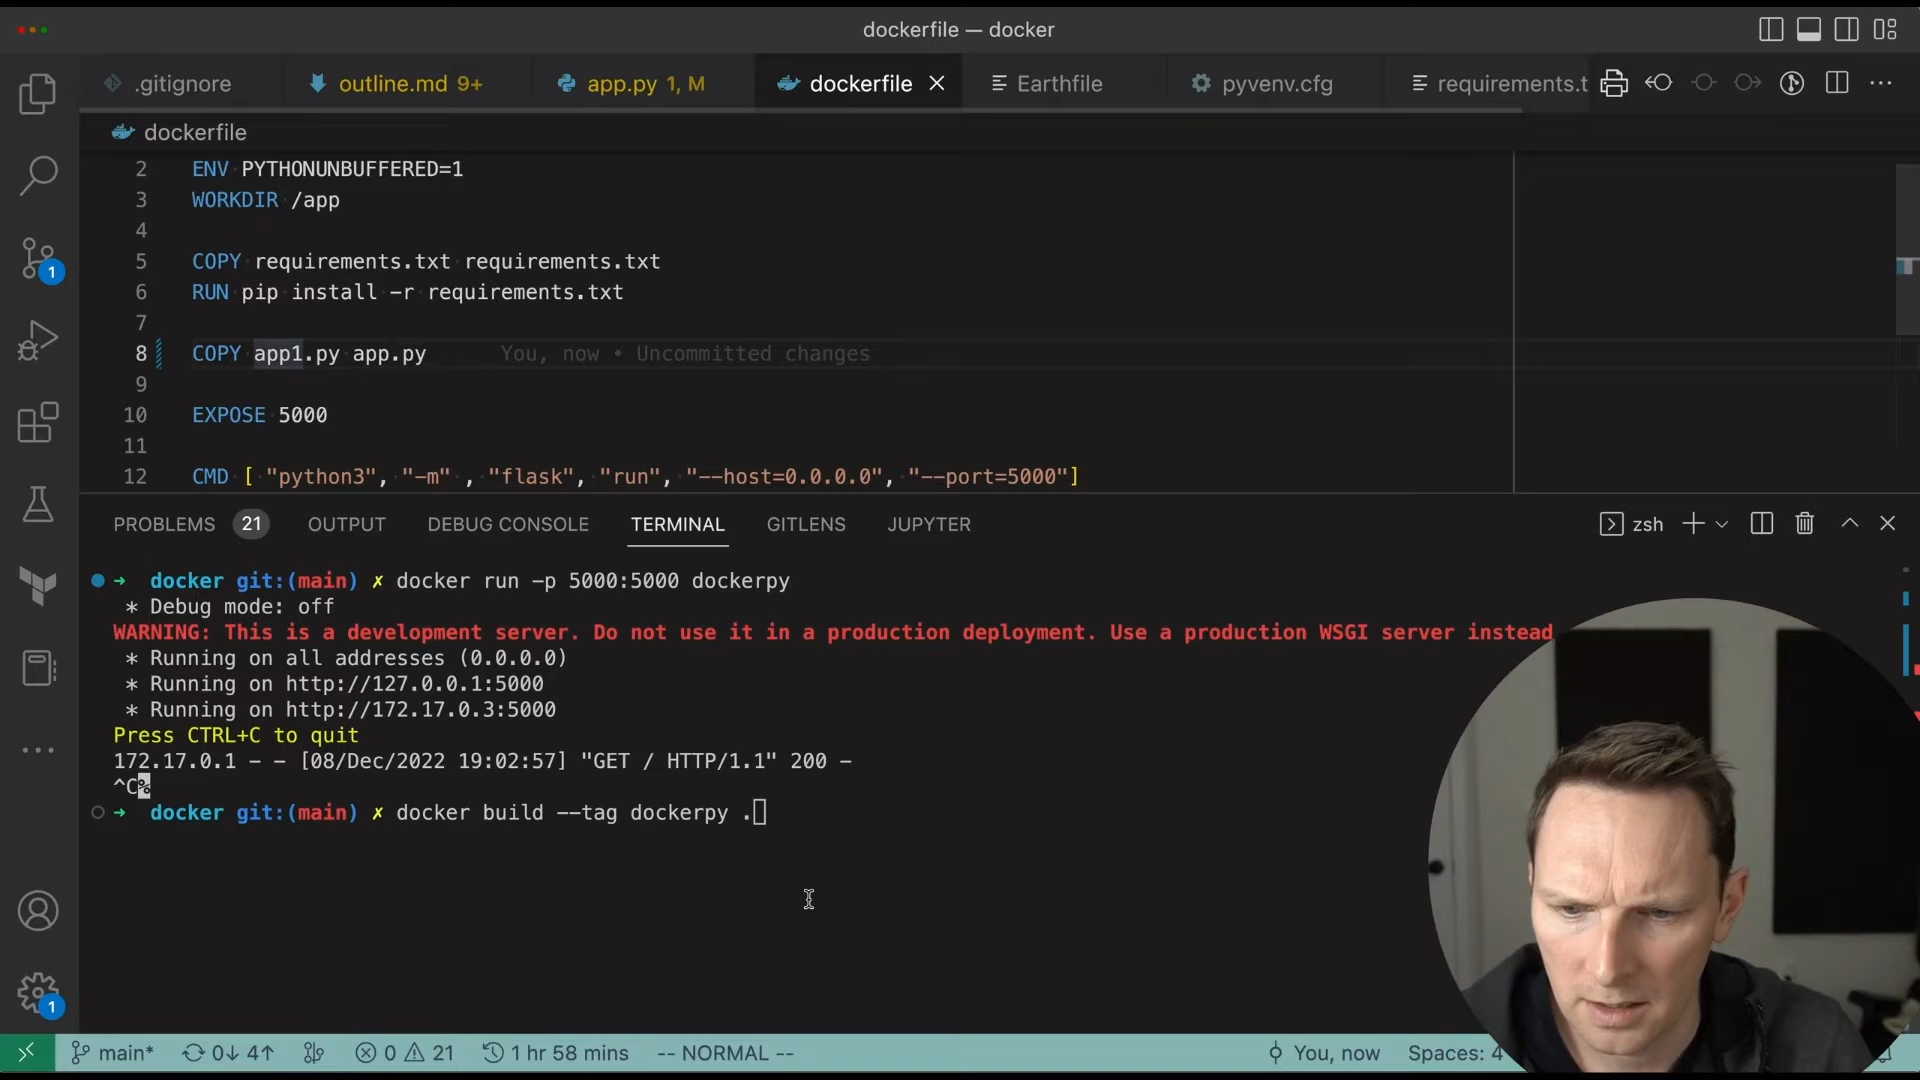 dockerfile — docker
.gitignore
outline.md 9+
app.py 1, M
dockerfile
Earthfile
pyvenv.cfg
requirements.t
dockerfile
2 ENV PYTHONUNBUFFERED=1
3 WORKDIR /app
4
5 COPY requirements.txt requirements.txt
6 RUN pip install -r requirements.txt
7
8 COPY app1.py app.py You, now • Uncommitted changes
9
10 EXPOSE 5000
11
12 CMD [ "python3", "-m" , "flask", "run", "--host=0.0.0.0", "--port=5000"]
1
PROBLEMS 21 OUTPUT DEBUG CONSOLE TERMINAL GITLENS JUPYTER zsh
➜ docker git:(main) ✗ docker run -p 5000:5000 dockerpy
* Debug mode: off
WARNING: This is a development server. Do not use it in a production deployment. Use a production WSGI server instead
* Running on all addresses (0.0.0.0)
* Running on http://127.0.0.1:5000
* Running on http://172.17.0.3:5000
Press CTRL+C to quit
172.17.0.1 - - [08/Dec/2022 19:02:57] "GET / HTTP/1.1" 200 -
^C%
➜ docker git:(main) ✗ docker build --tag dockerpy .
1
main* 0↓ 4↑ 0 21 1 hr 58 mins -- NORMAL -- You, now Spaces: 4